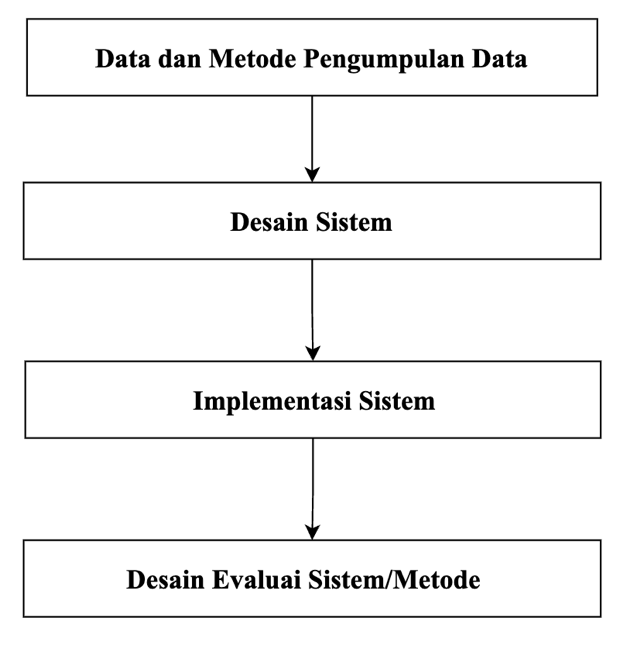 Data dan Metode Pengumpulan Data
Desain Sistem
Implementasi Sistem
Desain Evaluai Sistem/Metode